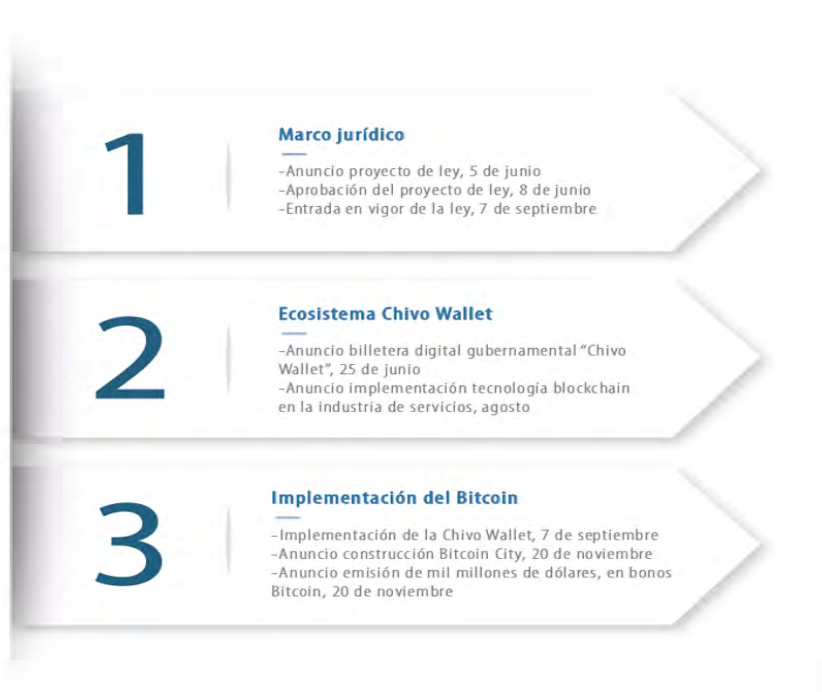 1
Marco jurídico
-Anuncio proyecto de ley, 5 de junio
-Aprobación del proyecto de ley, 8 de junio
-Entrada en vigor de la ley, 7 de septiembre
2
Ecosistema Chivo Wallet
-Anuncio billetera digital gubernamental "Chivo
Wallet", 25 de junio
-Anuncio implementación tecnología blockchain
en la industria de servicios, agosto
3
Implementación del Bitcoin
-Implementación de la Chivo Wallet, 7 de septiembre
-Anuncio construcción Bitcoin City, 20 de noviembre
-Anuncio emisión de mil millones de dólares, en bonos
Bitcoin, 20 de noviembre